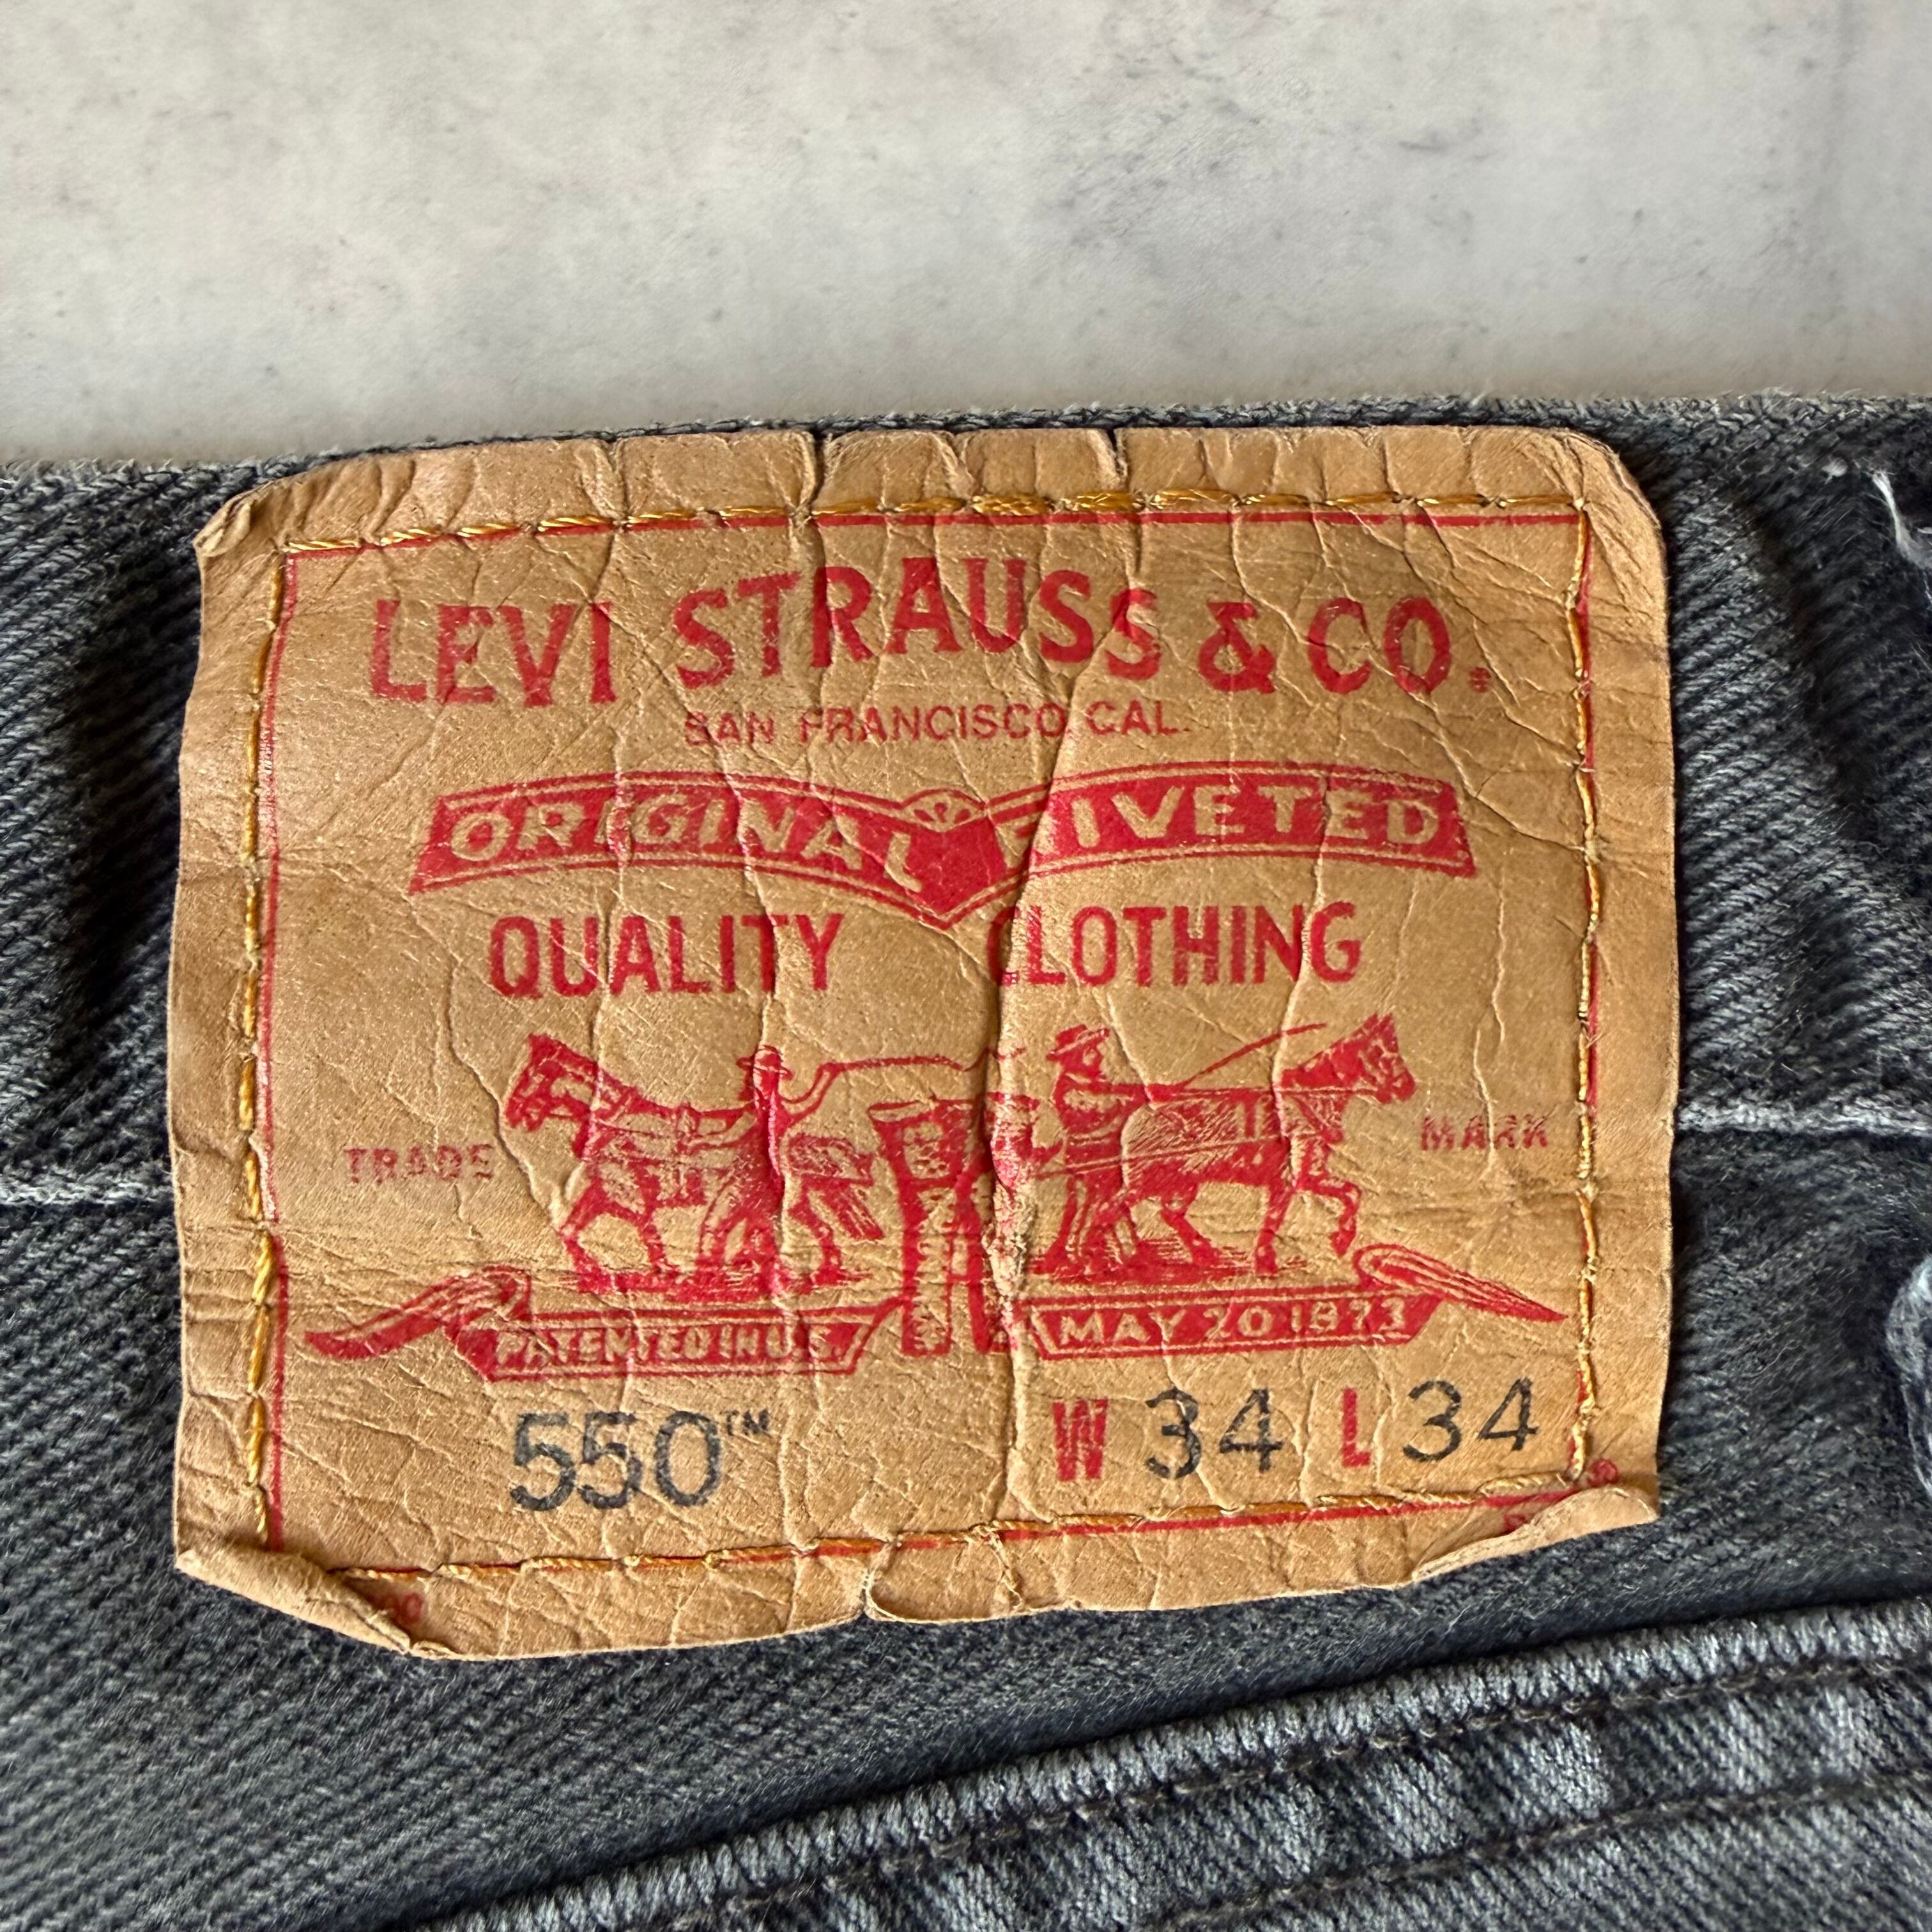 LEVI STRAUSS & CO.
SAN FRANCISCO CAL.
ORIGINAL RIVETED
QUALITY CLOTHING
TRADE MARK
PATENTED IN U.S. MAY 20 1873
550™ W 34 L 34